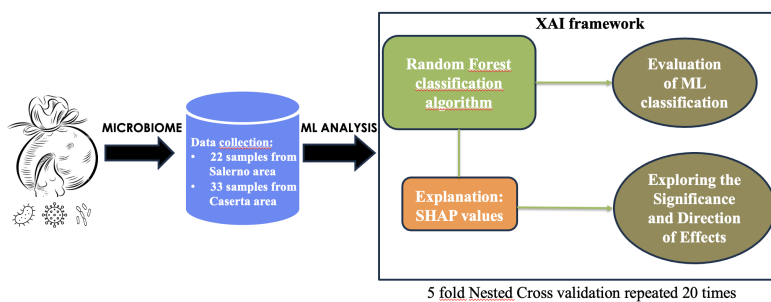 XAI framework
MICROBIOME
Data collection:
• 22 samples from
Salerno area
• 33 samples from
Caserta area
ML ANALYSIS
Random Forest
classification
algorithm
Evaluation
of ML
classification
Explanation:
SHAP values
Exploring the
Significance
and Direction
of Effects
5 fold Nested Cross validation repeated 20 times